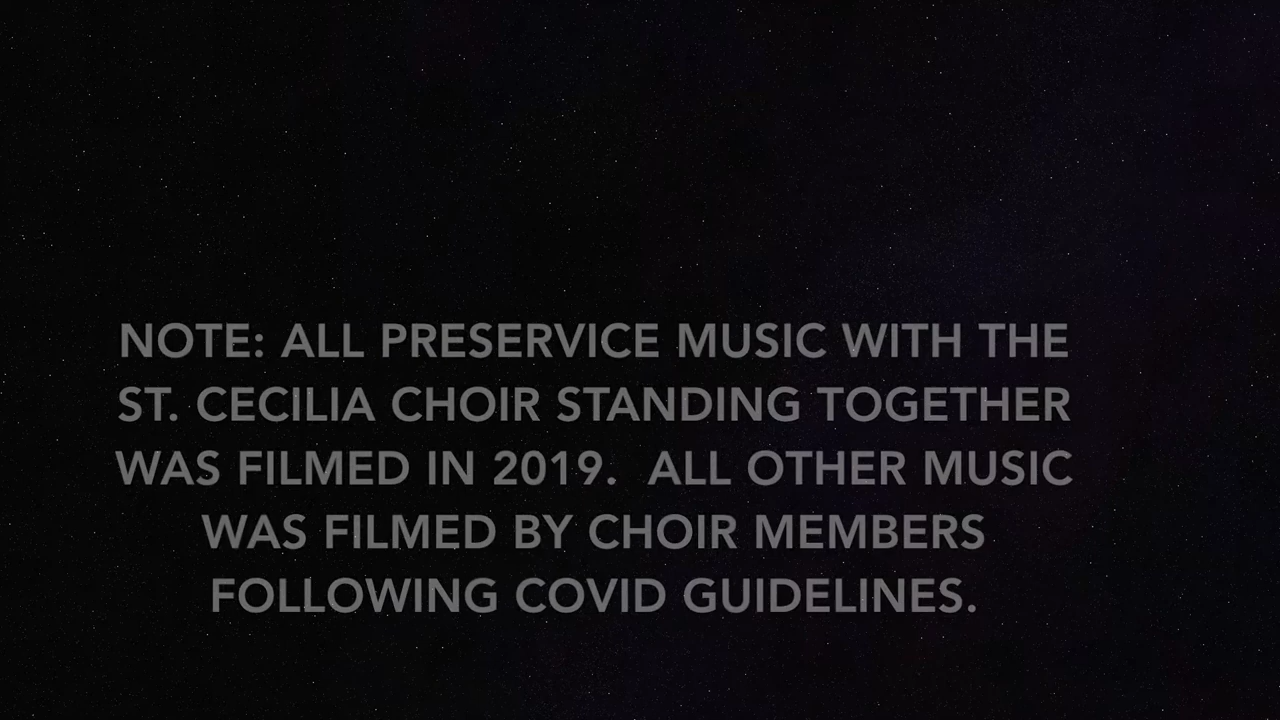 NOTE: ALL PRESERVICE MUSIC WITH THE
ST. CECILIA CHOIR STANDING TOGETHER
WAS FILMED IN 2019.  ALL OTHER MUSIC
WAS FILMED BY CHOIR MEMBERS
FOLLOWING COVID GUIDELINES.